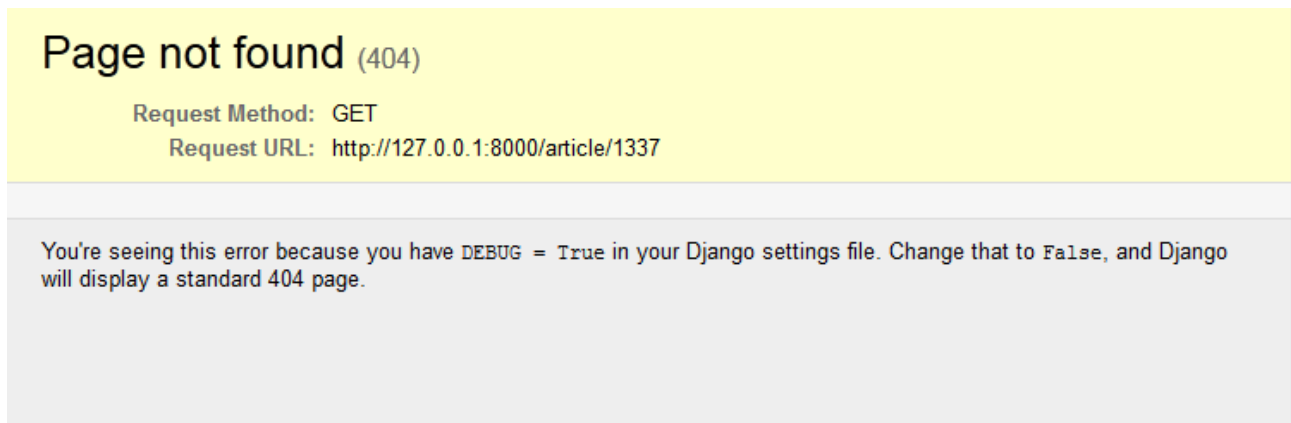 Page not found (404)
Request Method: GET
Request URL: http://127.0.0.1:8000/article/1337
You're seeing this error because you have DEBUG = True in your Django settings file. Change that to False, and Django
will display a standard 404 page.